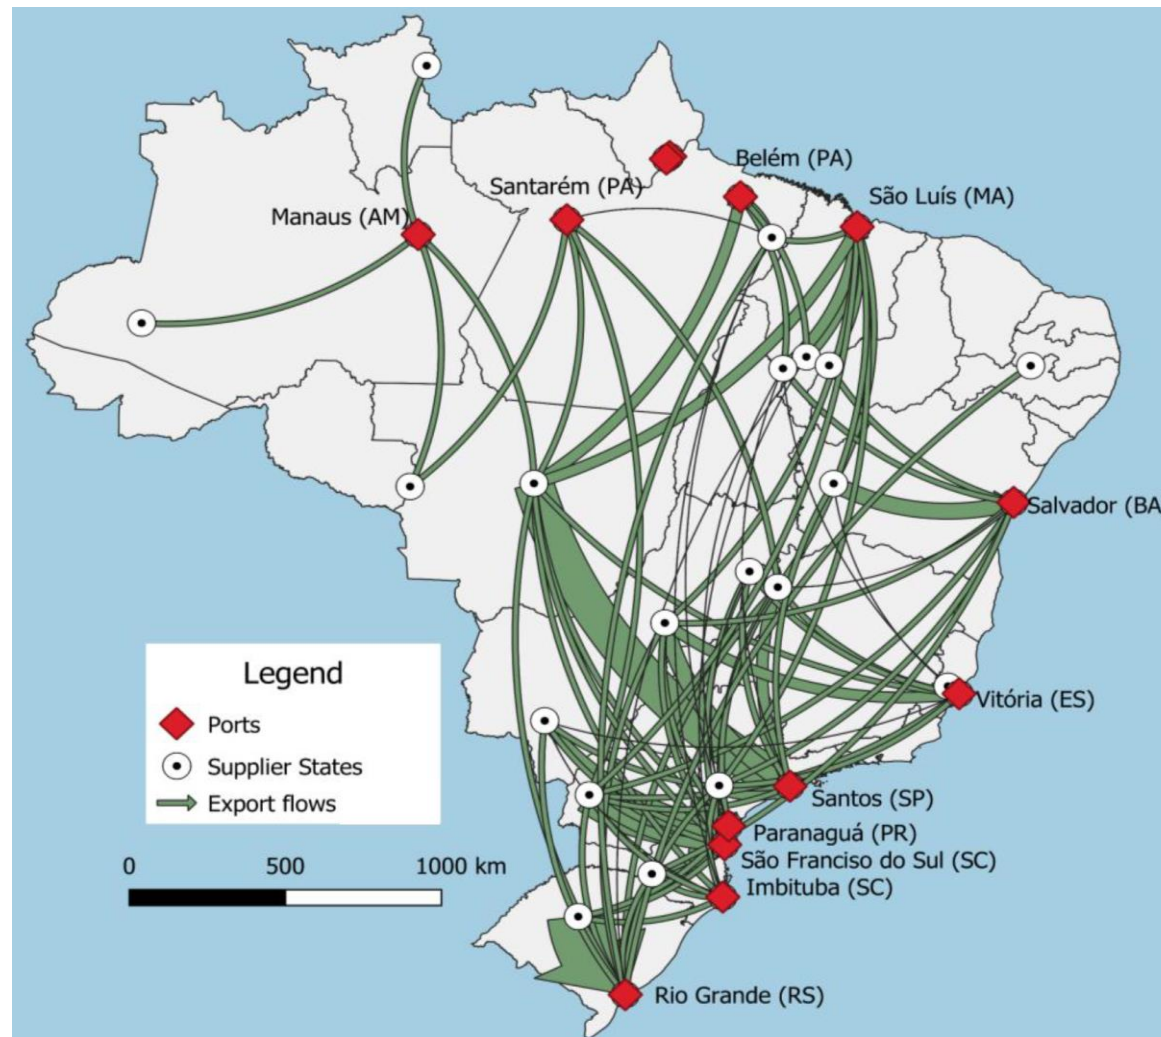 Belém (PA)
Santarém (PA)
São Luís (MA)
Manaus (AM)
Salvador (BA
Legend
Ports
Supplier States
Export flows
Vitória (ES)
Santos (SP)
Paranaguá (PR)
São Franciso do Sul (SC)
Imbituba (SC)
0 500 1000 km
Rio Grande (RS)